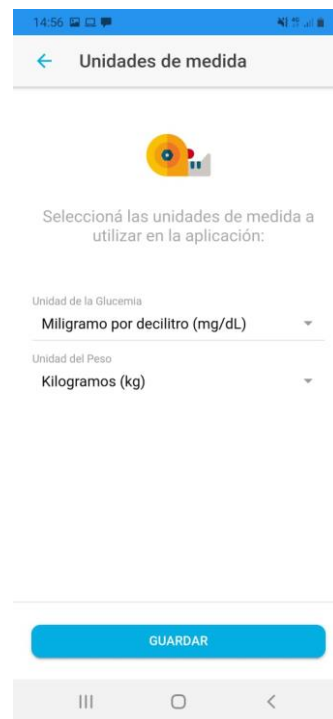 14:56
Unidades de medida
Seleccioná las unidades de medida a
utilizar en la aplicación:
Unidad de la Glucemia
Miligramo por decilitro (mg/dL)
Unidad del Peso
Kilogramos (kg)
GUARDAR